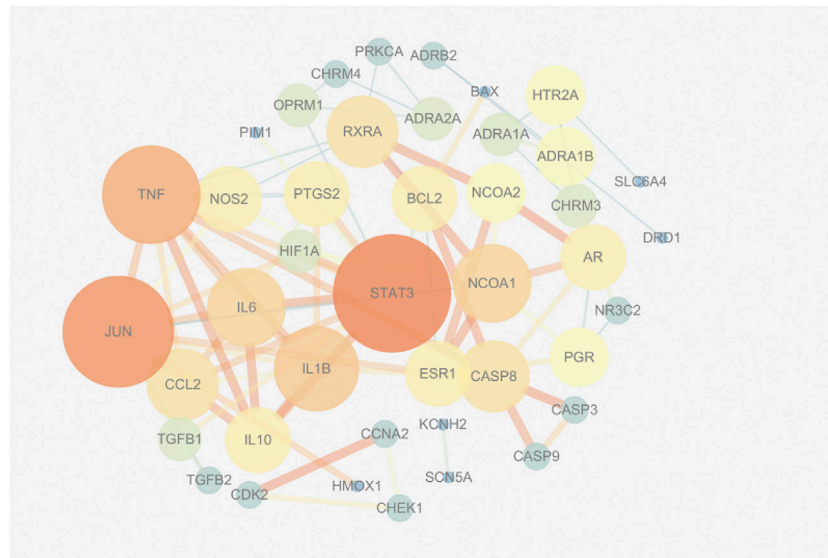 PRKCA
ADRB2
CHRM4
BAX
HTR2A
OPRM1
ADRA2A
RXRA
PIM1
ADRA1A
ADRA1B
SLC6A4
TNF
NOS2
PTGS2
BCL2
NCOA2
CHRM3
DRD1
HIF1A
AR
NCOA1
STAT3
IL6
NR3C2
JUN
PGR
IL1B
ESR1
CASP8
CCL2
CASP3
KCNH2
CCNA2
TGFB1
IL10
CASP9
SCN5A
TGFB2
HMOX1
CDK2
CHEK1